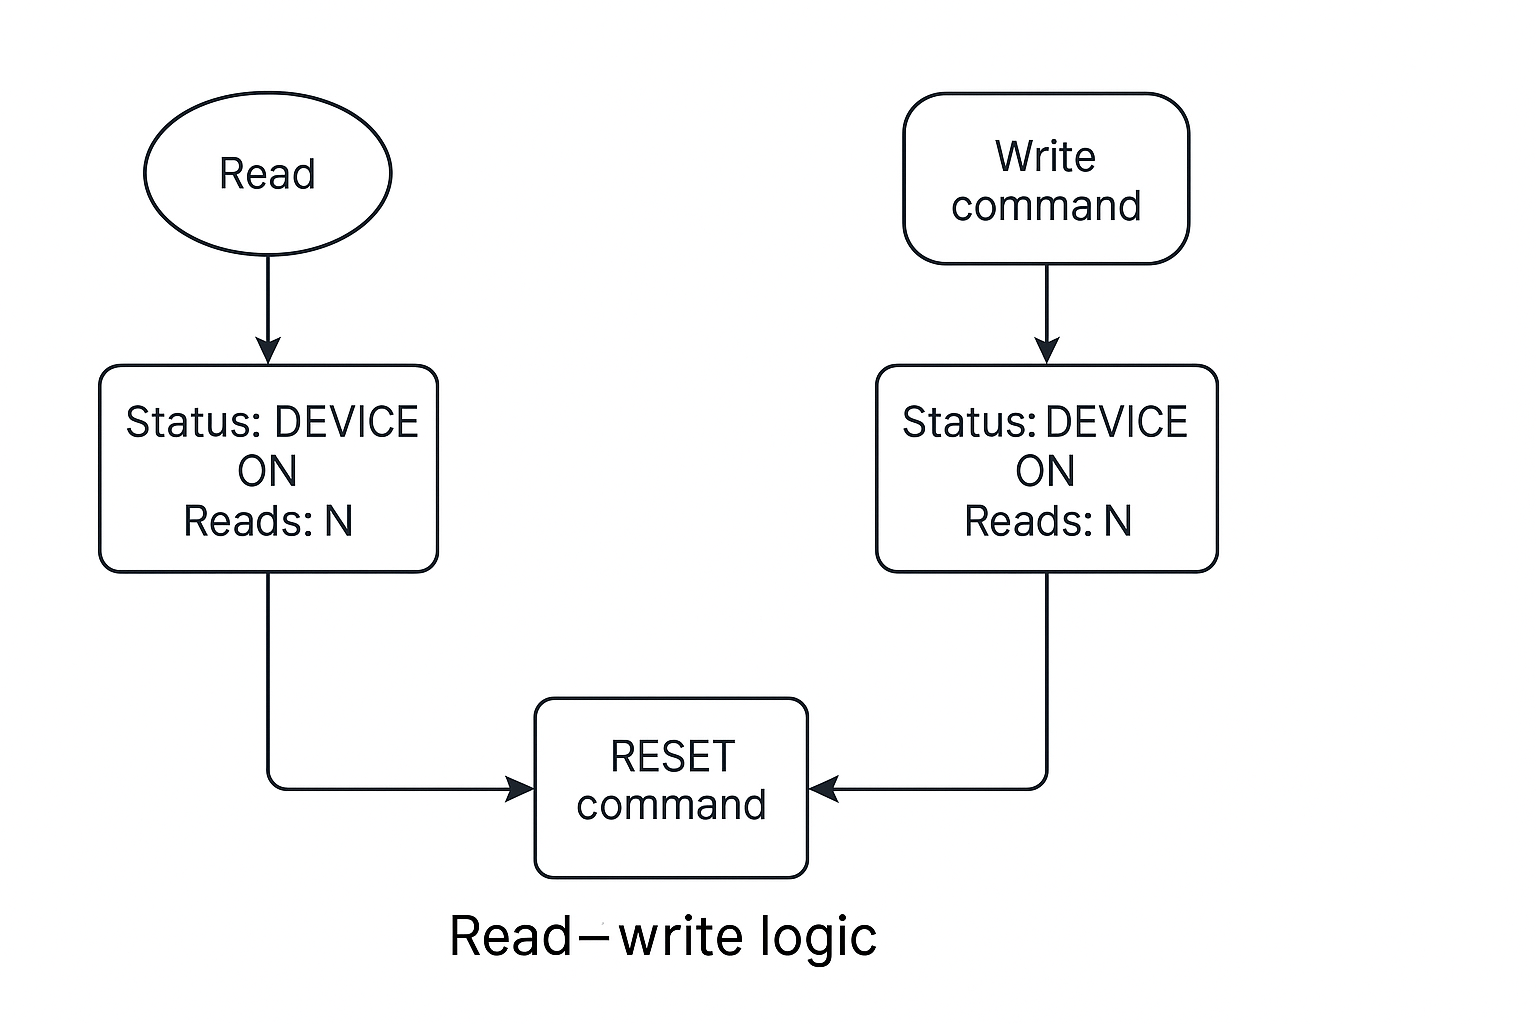 Read
Write
command
Status: DEVICE
ON
Reads: N
Status: DEVICE
ON
Reads: N
RESET
command
Read–write logic